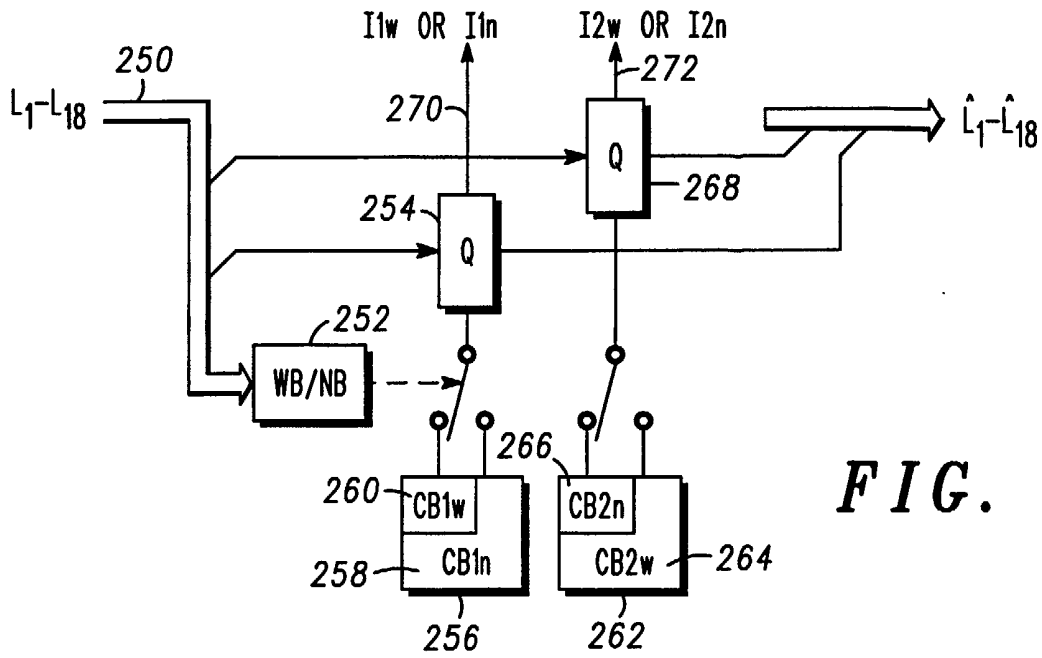 I1w OR I1n
I2w OR I2n
250
272
L1-L18
270
L̂1-L̂18
Q
268
254
Q
252
WB/NB
266
260
CB1w
CB2n
FIG.
258
CB1n
CB2w
264
256
262